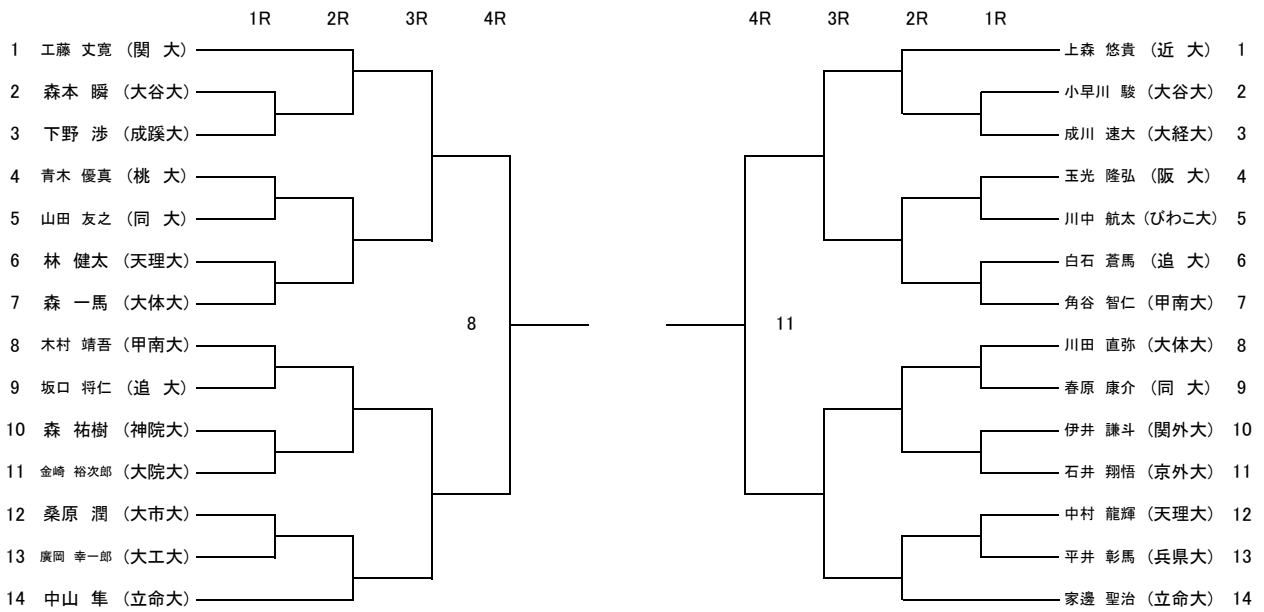 1R 2R 3R 4R 4R 3R 2R 1R
1 工藤 丈寛 (関 大) 上森 悠貴 (近 大) 1
2 森本 瞬 (大谷大) 小早川 駿 (大谷大) 2
3 下野 渉 (成蹊大) 成川 速大 (大経大) 3
4 青木 優真 (桃 大) 玉光 隆弘 (阪 大) 4
5 山田 友之 (同 大) 川中 航太 (びわこ大) 5
6 林 健太 (天理大) 白石 蒼馬 (追 大) 6
7 森 一馬 (大体大) 角谷 智仁 (甲南大) 7
8 11
8 木村 靖吾 (甲南大) 川田 直弥 (大体大) 8
9 坂口 将仁 (追 大) 春原 康介 (同 大) 9
10 森 祐樹 (神院大) 伊井 謙斗 (関外大) 10
11 金崎 裕次郎 (大院大) 石井 翔悟 (京外大) 11
12 桑原 潤 (大市大) 中村 龍輝 (天理大) 12
13 廣岡 幸一郎 (大工大) 平井 彰馬 (兵県大) 13
14 中山 隼 (立命大) 家邊 聖治 (立命大) 14